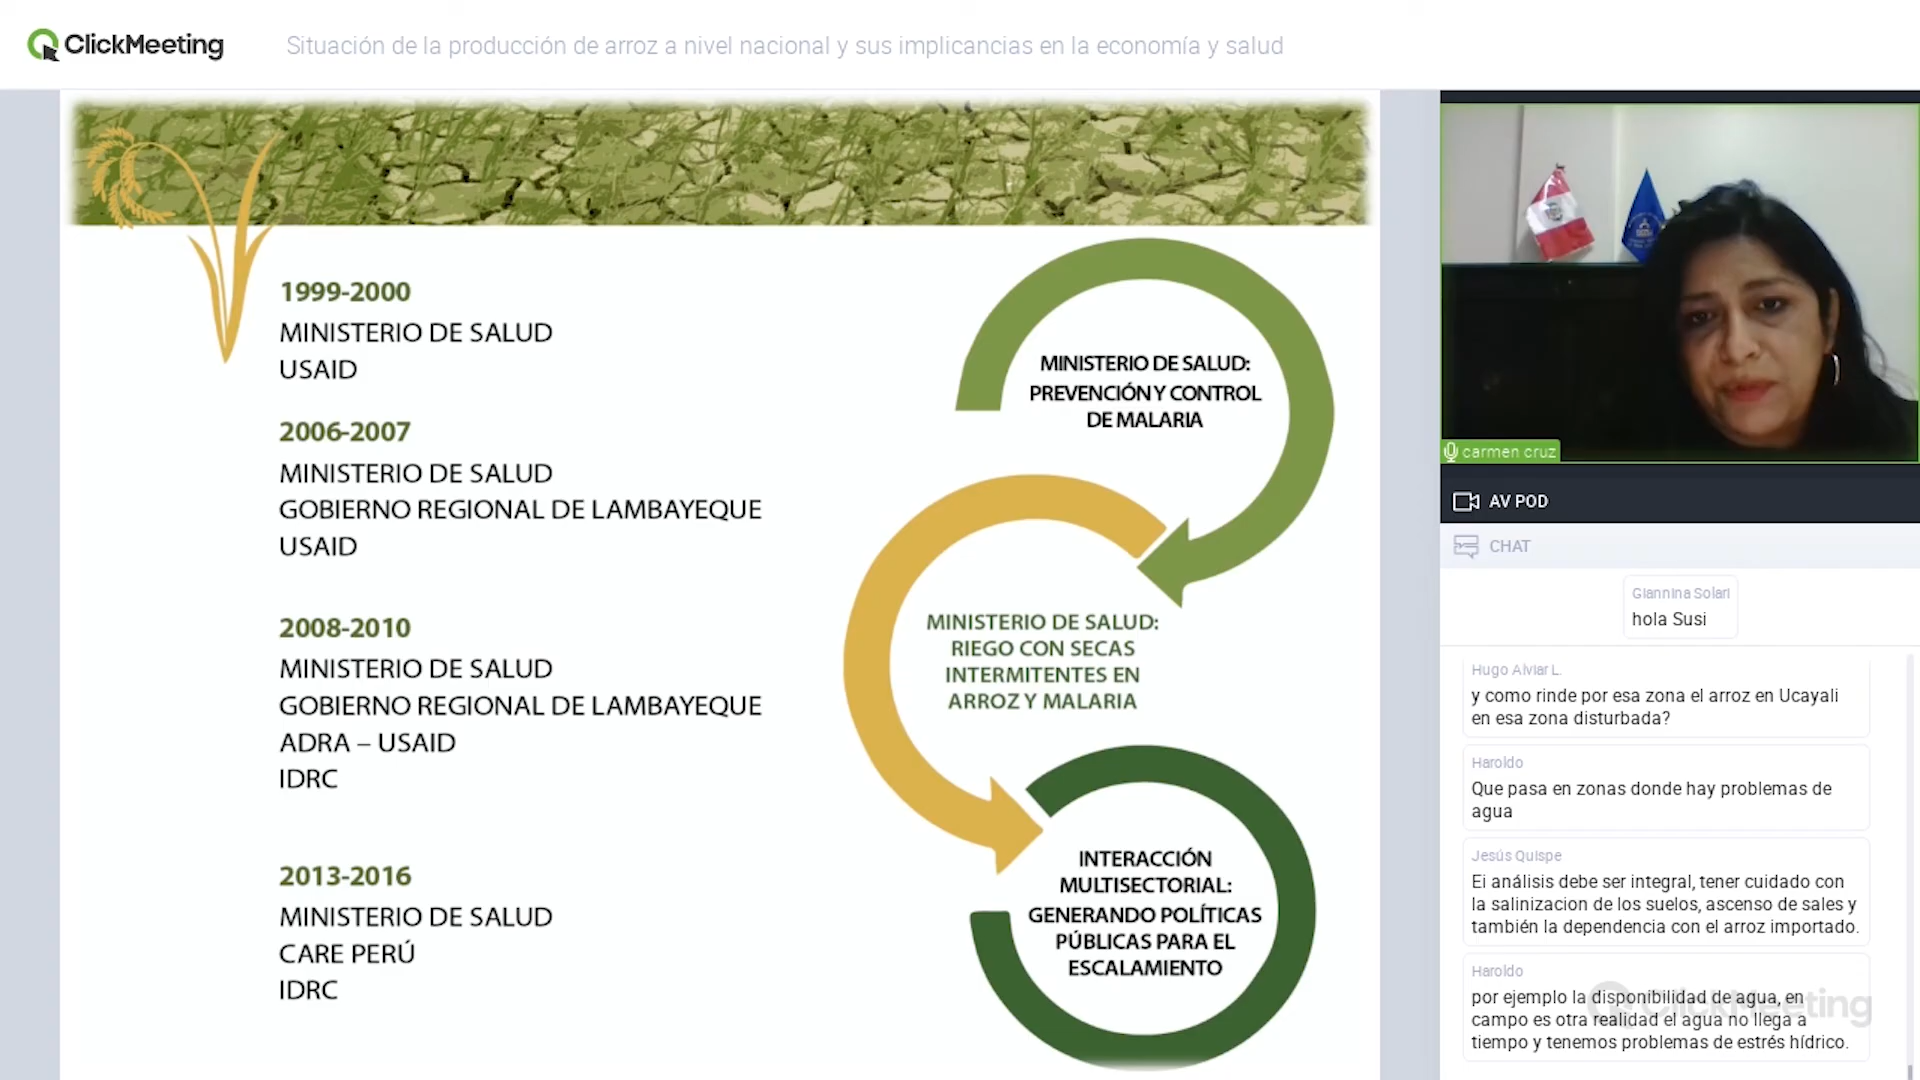 ClickMeeting
Situación de la producción de arroz a nivel nacional y sus implicancias en la economía y salud
1999-2000
MINISTERIO DE SALUD
USAID
2006-2007
MINISTERIO DE SALUD
GOBIERNO REGIONAL DE LAMBAYEQUE
USAID
2008-2010
MINISTERIO DE SALUD
GOBIERNO REGIONAL DE LAMBAYEQUE
ADRA – USAID
IDRC
2013-2016
MINISTERIO DE SALUD
CARE PERÚ
IDRC
MINISTERIO DE SALUD:
PREVENCIÓN Y CONTROL
DE MALARIA
MINISTERIO DE SALUD:
RIEGO CON SECAS
INTERMITENTES EN
ARROZ Y MALARIA
INTERACCIÓN
MULTISECTORIAL:
GENERANDO POLÍTICAS
PÚBLICAS PARA EL
ESCALAMIENTO
carmen cruz
AV POD
CHAT
Giannina Solari
hola Susi
Hugo Alviar L.
y como rinde por esa zona el arroz en Ucayali
en esa zona disturbada?
Haroldo
Que pasa en zonas donde hay problemas de
agua
Jesús Quispe
Ei análisis debe ser integral, tener cuidado con
la salinizacion de los suelos, ascenso de sales y
también la dependencia con el arroz importado.
Haroldo
por ejemplo la disponibilidad de agua, en
campo es otra realidad el agua no llega a
tiempo y tenemos problemas de estrés hídrico.
ClickMeeting